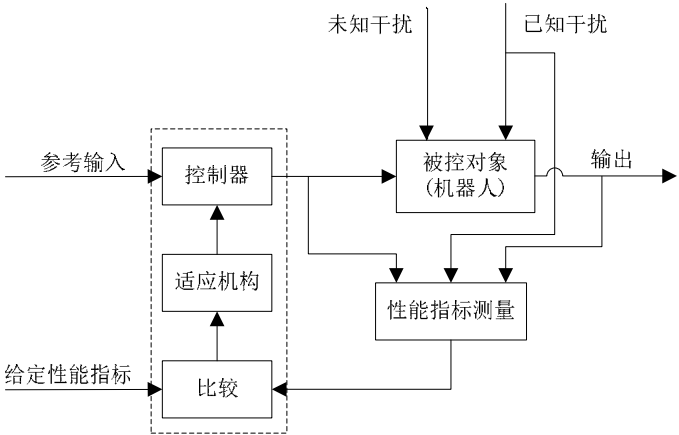 未知干扰
已知干扰
参考输入
控制器
被控对象
(机器人)
输出
适应机构
性能指标测量
给定性能指标
比较